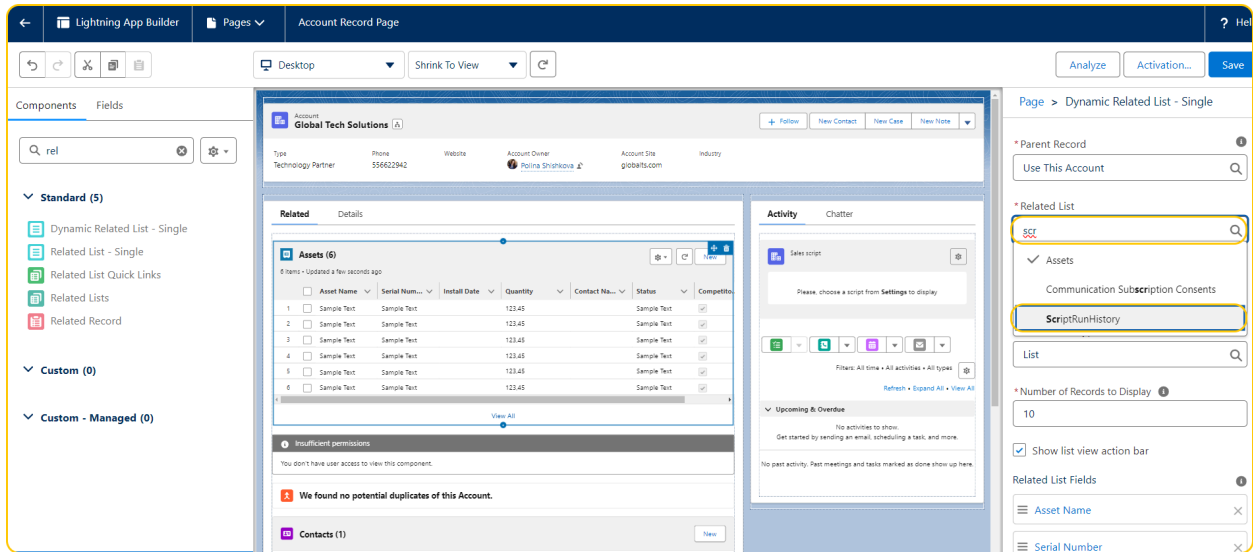 Lightning App Builder Pages Account Record Page ? Hel
Desktop Shrink To View Analyze Activation... Save
Components Fields
rel
Standard (5)
Dynamic Related List - Single
Related List - Single
Related List Quick Links
Related Lists
Related Record
Custom (0)
Custom - Managed (0)
Account
Global Tech Solutions
+ Follow New Contact New Case New Note
Type Phone Website Account Owner Account Site Industry
Technology Partner 556622942 Polina Shishkova globalts.com
Related Details
Assets (6)
New
6 items • Updated a few seconds ago
Asset Name Serial Num... Install Date Quantity Contact Na... Status Competito
1 Sample Text Sample Text 123.45 Sample Text
2 Sample Text Sample Text 123.45 Sample Text
3 Sample Text Sample Text 123.45 Sample Text
4 Sample Text Sample Text 123.45 Sample Text
5 Sample Text Sample Text 123.45 Sample Text
6 Sample Text Sample Text 123.45 Sample Text
View All
Insufficient permissions
You don't have user access to view this component.
We found no potential duplicates of this Account.
Contacts (1)
New
Activity Chatter
Sales script
Please, choose a script from Settings to display
Filters: All time • All activities • All types
Refresh • Expand All • View All
Upcoming & Overdue
No activities to show.
Get started by sending an email, scheduling a task, and more.
No past activity. Past meetings and tasks marked as done show up here.
Page > Dynamic Related List - Single
* Parent Record
Use This Account
* Related List
scr
Assets
Communication Subscription Consents
ScriptRunHistory
List
* Number of Records to Display
10
Show list view action bar
Related List Fields
Asset Name
Serial Number